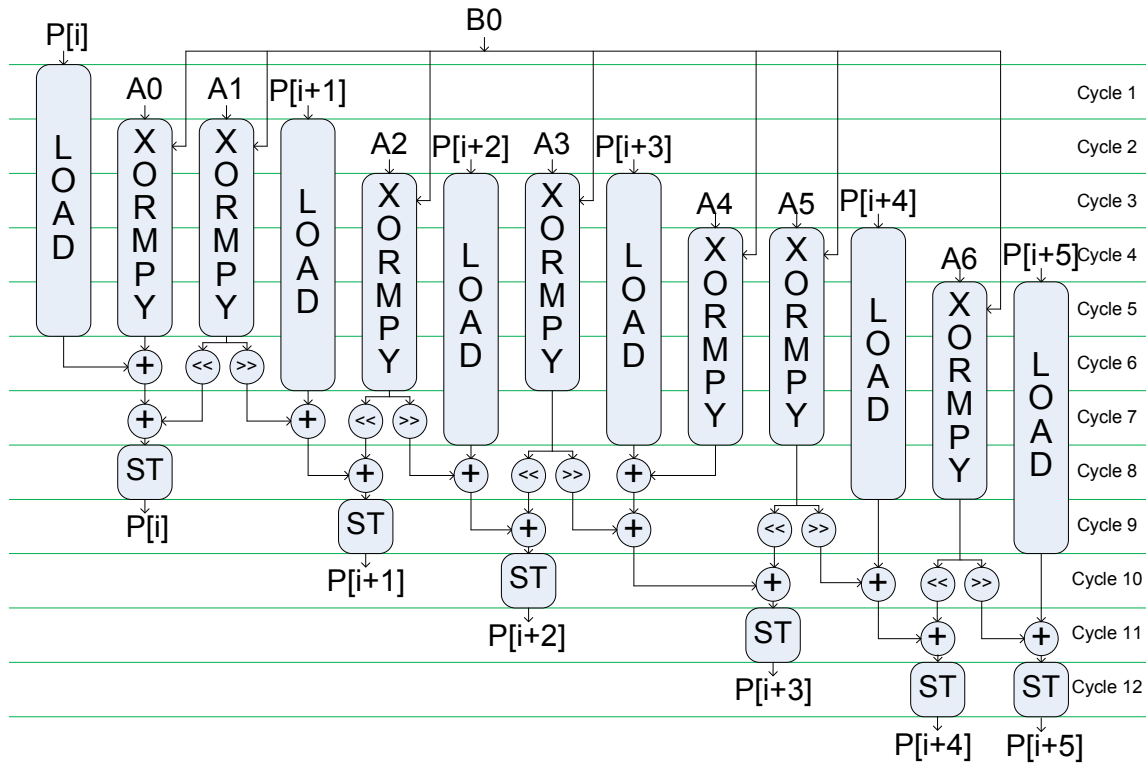 B0
P[i]
A0
A1
P[i+1]
Cycle 1
A2
P[i+2]
A3
P[i+3]
Cycle 2
A4
A5
P[i+4]
Cycle 3
A6
P[i+5]
Cycle 4
LOAD
XORMPY
XORMPY
LOAD
XORMPY
LOAD
XORMPY
LOAD
XORMPY
XORMPY
LOAD
XORMPY
LOAD
Cycle 5
+
<<
>>
Cycle 6
+
+
<<
>>
Cycle 7
ST
+
+
<<
>>
+
Cycle 8
P[i]
ST
+
+
<<
>>
Cycle 9
P[i+1]
ST
+
+
<<
>>
Cycle 10
P[i+2]
ST
+
+
Cycle 11
P[i+3]
ST
ST
Cycle 12
P[i+4]
P[i+5]